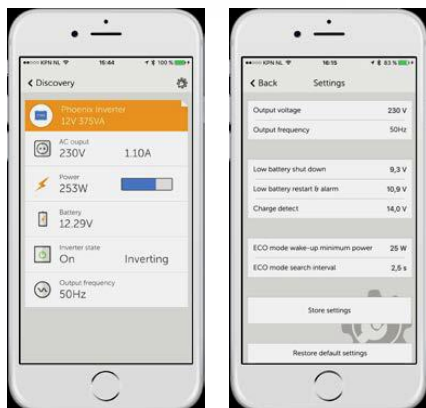 KPN NL 16:44 100 %
Discovery
Phoenix Inverter
12V 375VA
AC ouput
230V 1.10A
Power
253W
Battery
12.29V
Inverter state
On Inverting
Output frequency
50Hz
KPN NL 16:15 83 %
Back Settings
Output voltage 230 V
Output frequency 50Hz
Low battery shut down 9,3 V
Low battery restart & alarm 10,9 V
Charge detect 14,0 V
ECO mode wake-up minimum power 25 W
ECO mode search interval 2,5 s
Store settings
Restore default settings